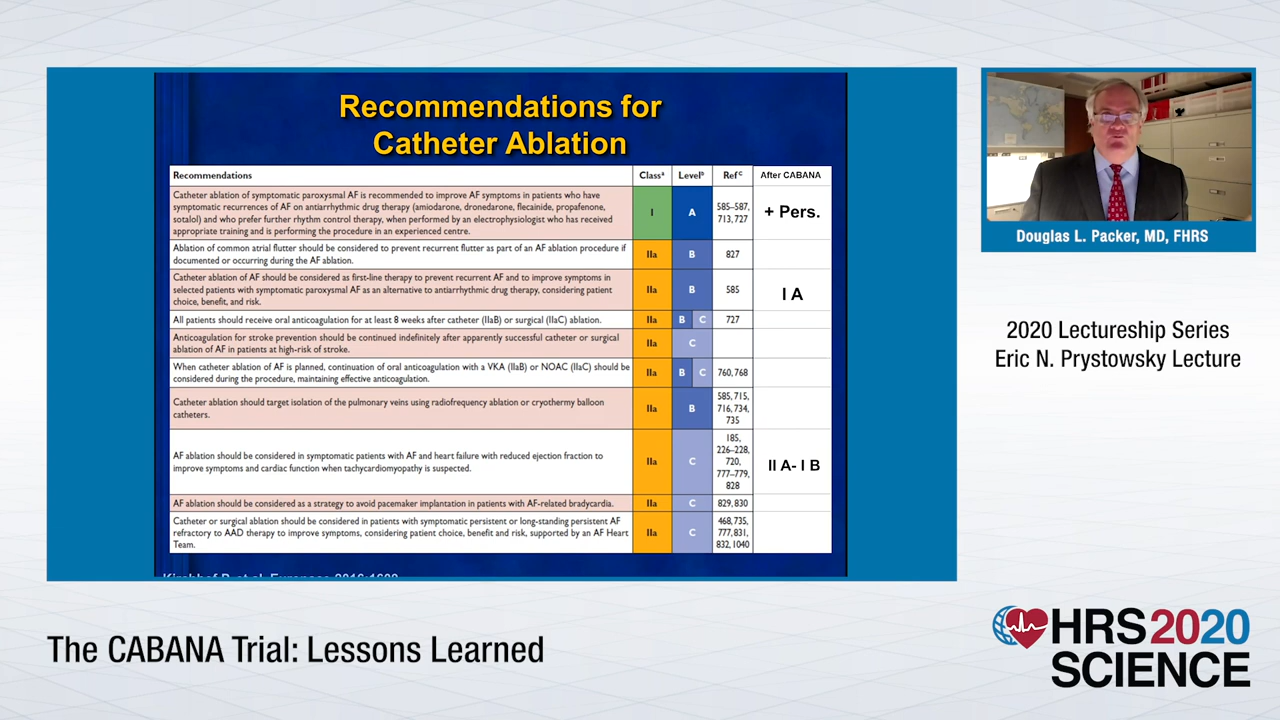 Recommendations for
Catheter Ablation
Recommendations Classᵃ Levelᵇ Ref ᶜ After CABANA
Catheter ablation of symptomatic paroxysmal AF is recommended to improve AF symptoms in patients who have
symptomatic recurrences of AF on antiarrhythmic drug therapy (amiodarone, dronedarone, flecainide, propafenone,
sotalol) and who prefer further rhythm control therapy, when performed by an electrophysiologist who has received
appropriate training and is performing the procedure in an experienced centre.
I A
585–587,
713, 727
+ Pers.
Ablation of common atrial flutter should be considered to prevent recurrent flutter as part of an AF ablation procedure if
documented or occurring during the AF ablation.
IIa B 827
Catheter ablation of AF should be considered as first-line therapy to prevent recurrent AF and to improve symptoms in
selected patients with symptomatic paroxysmal AF as an alternative to antiarrhythmic drug therapy, considering patient
choice, benefit, and risk.
IIa B 585 I A
All patients should receive oral anticoagulation for at least 8 weeks after catheter (IIaB) or surgical (IIaC) ablation.
IIa B C 727
Anticoagulation for stroke prevention should be continued indefinitely after apparently successful catheter or surgical
ablation of AF in patients at high-risk of stroke.
IIa C
When catheter ablation of AF is planned, continuation of oral anticoagulation with a VKA (IIaB) or NOAC (IIaC) should be
considered during the procedure, maintaining effective anticoagulation.
IIa B C 760, 768
Catheter ablation should target isolation of the pulmonary veins using radiofrequency ablation or cryothermy balloon
catheters.
IIa B
585, 715,
716, 734,
735
AF ablation should be considered in symptomatic patients with AF and heart failure with reduced ejection fraction to
improve symptoms and cardiac function when tachycardiomyopathy is suspected.
IIa C
185,
226–228,
720,
777–779,
828
II A- I B
AF ablation should be considered as a strategy to avoid pacemaker implantation in patients with AF-related bradycardia.
IIa C 829, 830
Catheter or surgical ablation should be considered in patients with symptomatic persistent or long-standing persistent AF
refractory to AAD therapy to improve symptoms, considering patient choice, benefit and risk, supported by an AF Heart
Team.
IIa C
468, 735,
777, 831,
832, 1040
Douglas L. Packer, MD, FHRS
2020 Lectureship Series
Eric N. Prystowsky Lecture
The CABANA Trial: Lessons Learned
HRS2020
SCIENCE